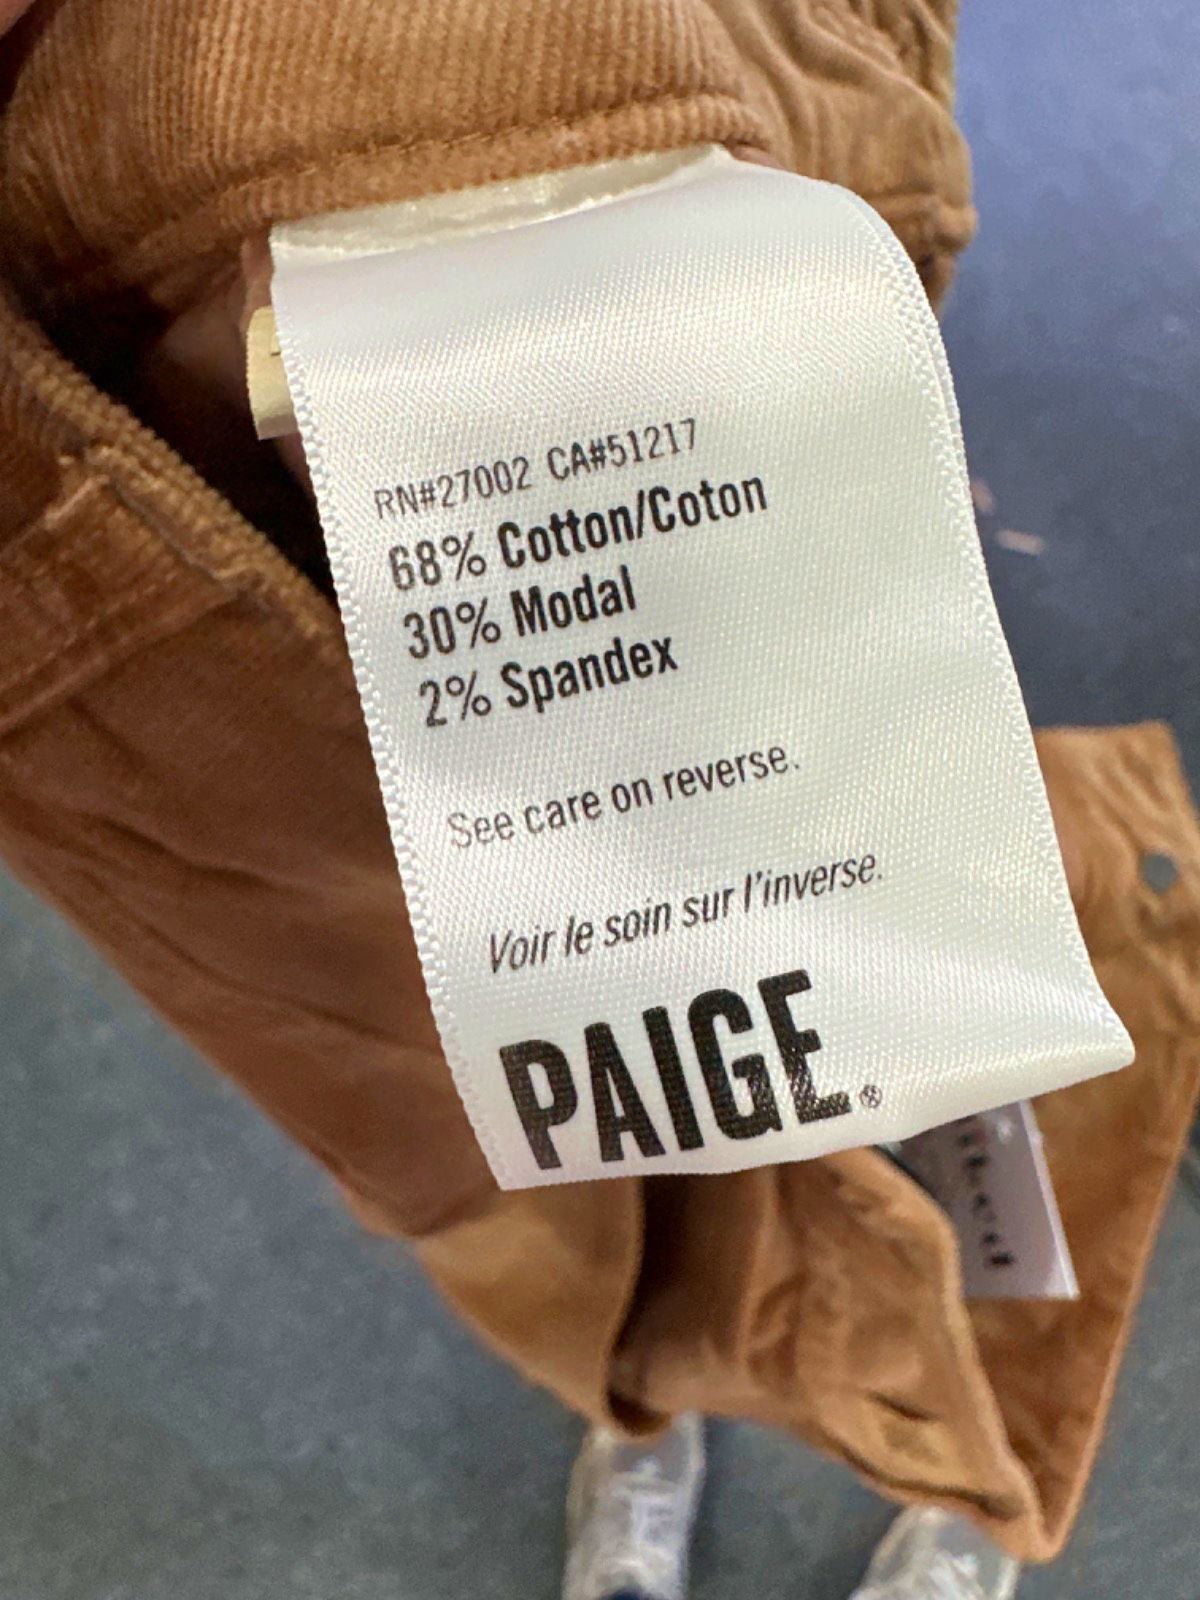 RN#27002 CA#51217
68% Cotton/Coton
30% Modal
2% Spandex
See care on reverse.
Voir le soin sur l'inverse.
PAIGE®